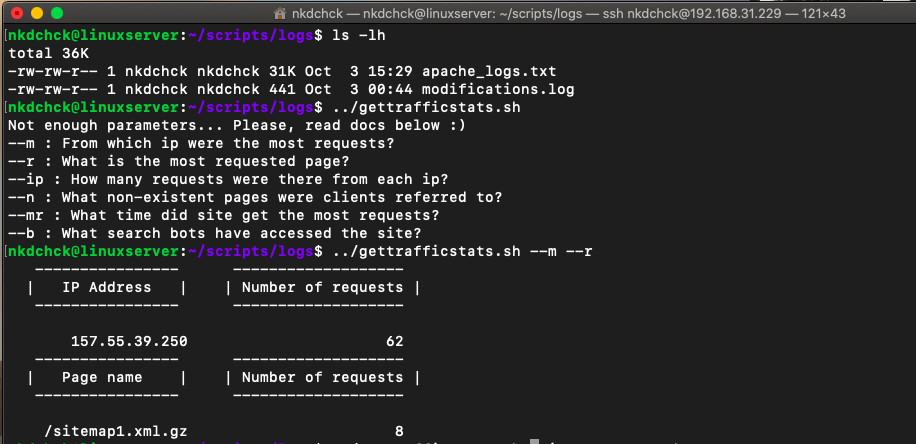 nkdchck — nkdchck@linuxserver: ~/scripts/logs — ssh nkdchck@192.168.31.229 — 121×43
[nkdchck@linuxserver:~/scripts/logs$ ls -lh
total 36K
-rw-rw-r-- 1 nkdchck nkdchck 31K Oct  3 15:29 apache_logs.txt
-rw-rw-r-- 1 nkdchck nkdchck 441 Oct  3 00:44 modifications.log
[nkdchck@linuxserver:~/scripts/logs$ ../gettrafficstats.sh
Not enough parameters... Please, read docs below :)
--m : From which ip were the most requests?
--r : What is the most requested page?
--ip : How many requests were there from each ip?
--n : What non-existent pages were clients referred to?
--mr : What time did site get the most requests?
--b : What search bots have accessed the site?
[nkdchck@linuxserver:~/scripts/logs$ ../gettrafficstats.sh --m --r
   ----------------      -------------------
  |   IP Address   |    | Number of requests |
   ----------------      -------------------

       157.55.39.250                      62
   ----------------      -------------------
  |   Page name    |    | Number of requests |
   ----------------      -------------------

    /sitemap1.xml.gz                       8